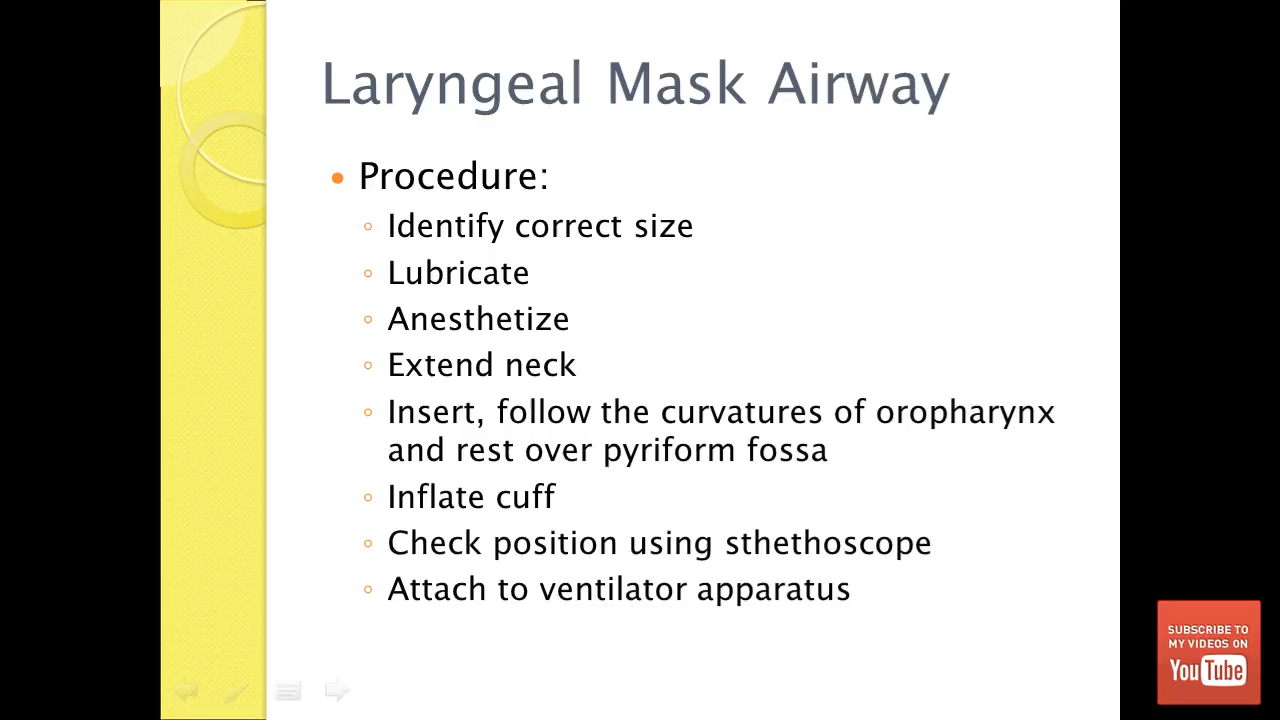 Laryngeal Mask Airway
Procedure:
Identify correct size
Lubricate
Anesthetize
Extend neck
Insert, follow the curvatures of oropharynx
and rest over pyriform fossa
Inflate cuff
Check position using sthethoscope
Attach to ventilator apparatus
SUBSCRIBE TO
MY VIDEOS ON
YouTube